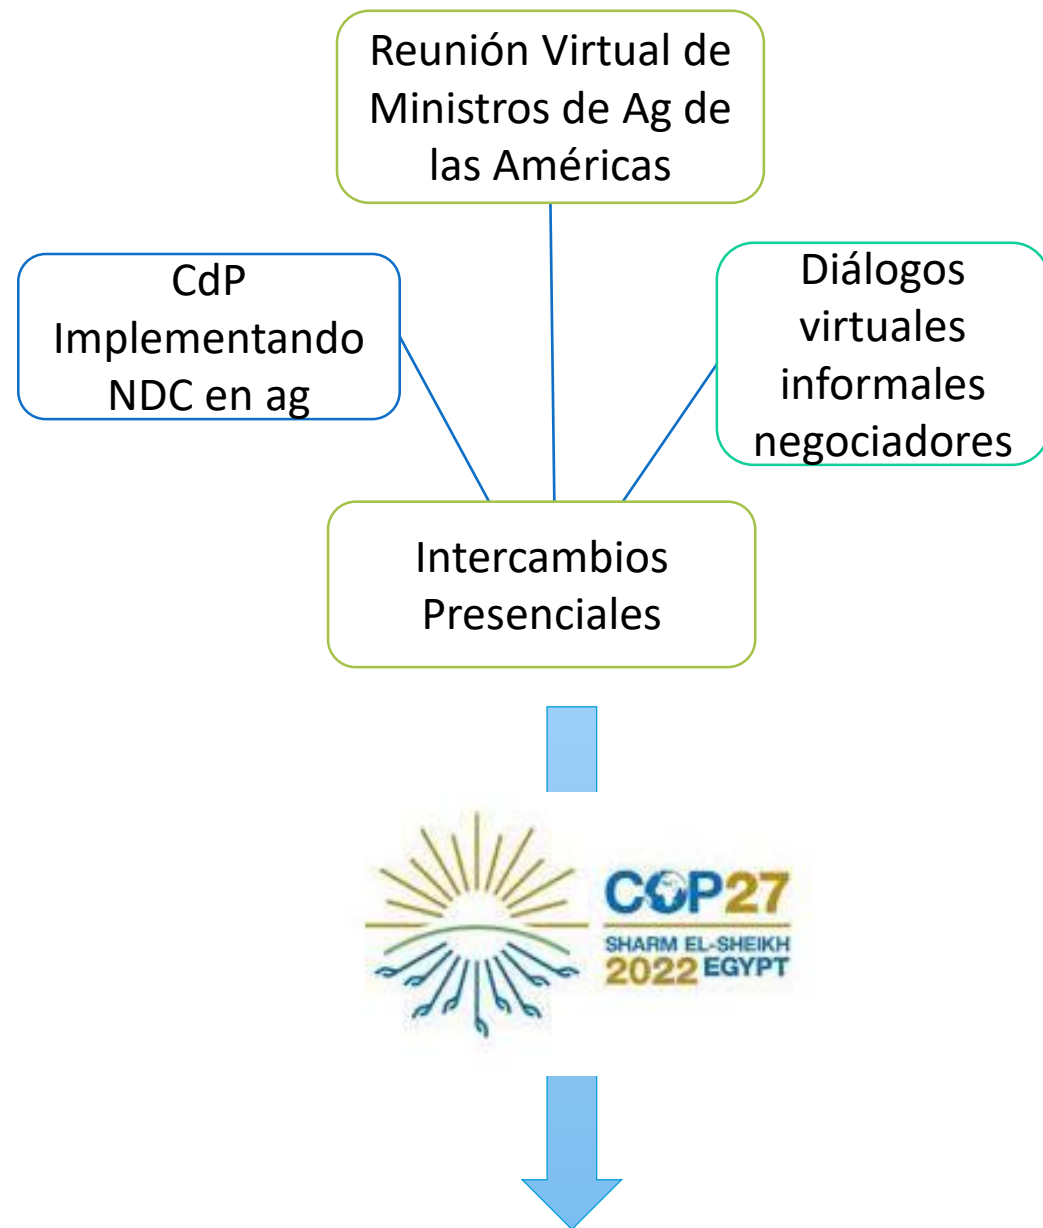 Reunión Virtual de
Ministros de Ag de
las Américas
CdP
Implementando
NDC en ag
Diálogos
virtuales
informales
negociadores
Intercambios
Presenciales
COP27
SHARM EL-SHEIKH
2022 EGYPT